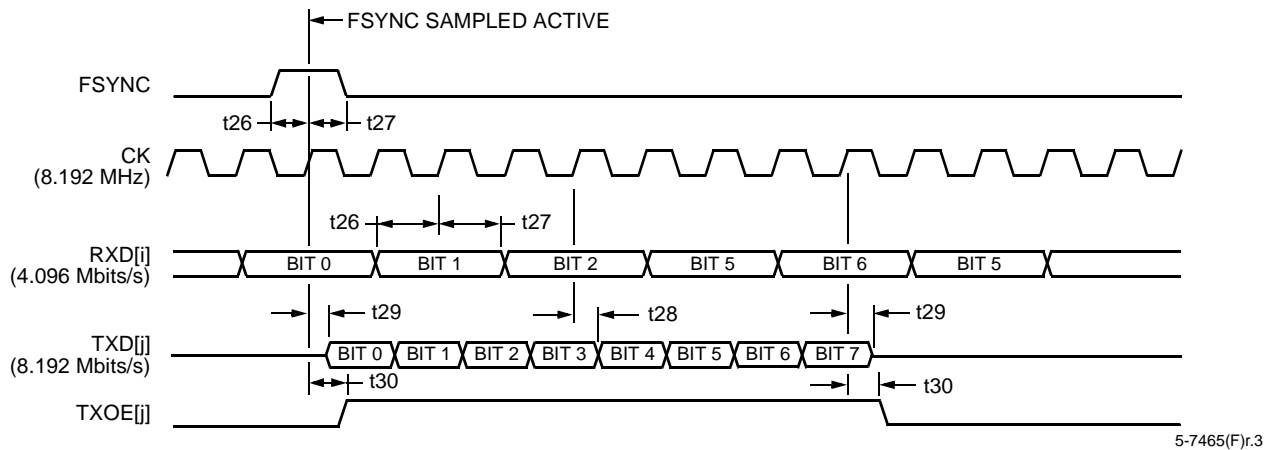 FSYNC SAMPLED ACTIVE
FSYNC
t26 t27
CK
(8.192 MHz)
t26 t27
RXD[i]
(4.096 Mbits/s)
BIT 0 BIT 1 BIT 2 BIT 5 BIT 6 BIT 5
t29 t28 t29
TXD[j]
(8.192 Mbits/s)
BIT 0 BIT 1 BIT 2 BIT 3 BIT 4 BIT 5 BIT 6 BIT 7
t30 t30
TXOE[j]
5-7465(F)r.3